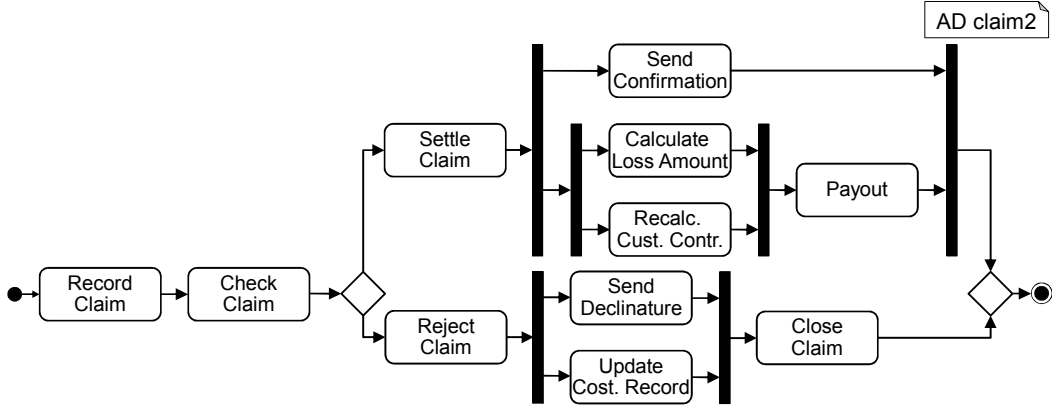 AD claim2
Send
Confirmation
Settle
Claim
Calculate
Loss Amount
Payout
Recalc.
Cust. Contr.
Record
Claim
Check
Claim
Send
Declinature
Reject
Claim
Close
Claim
Update
Cost. Record